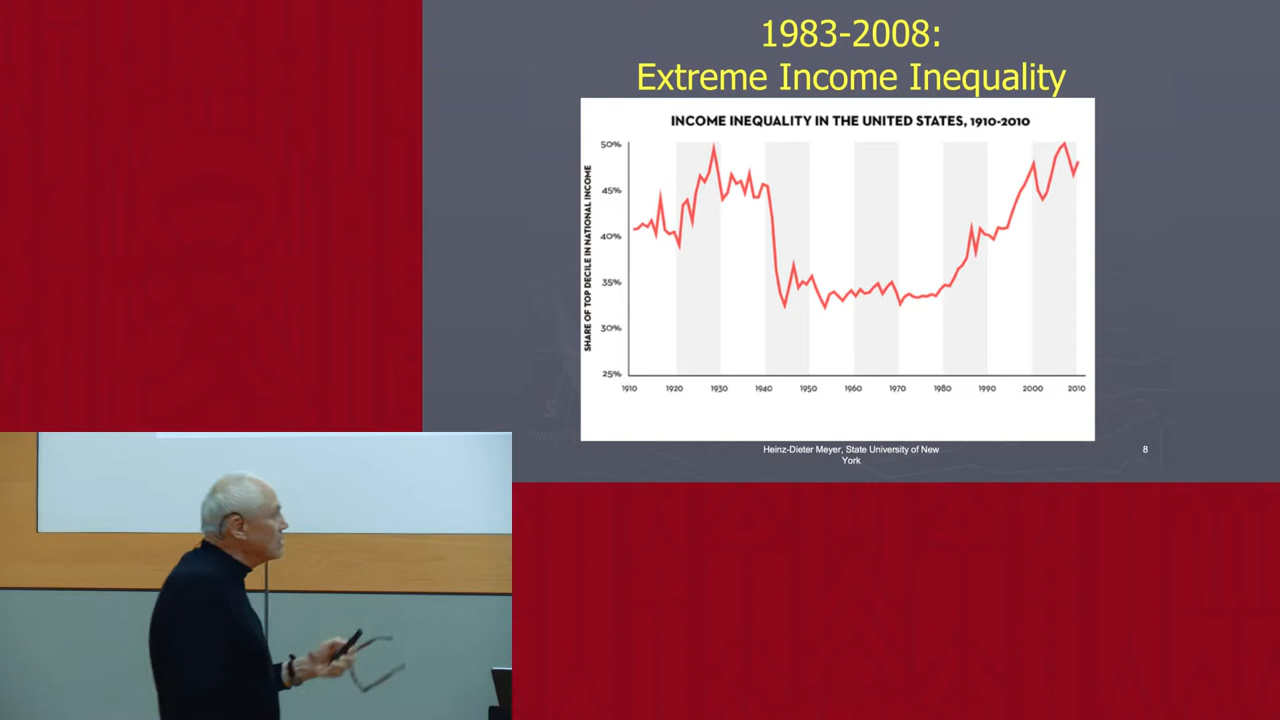 1983-2008:
Extreme Income Inequality
INCOME INEQUALITY IN THE UNITED STATES, 1910-2010
SHARE OF TOP DECILE IN NATIONAL INCOME
50%
45%
40%
35%
30%
25%
1910 1920 1930 1940 1950 1960 1970 1980 1990 2000 2010
Heinz-Dieter Meyer, State University of New
York
8